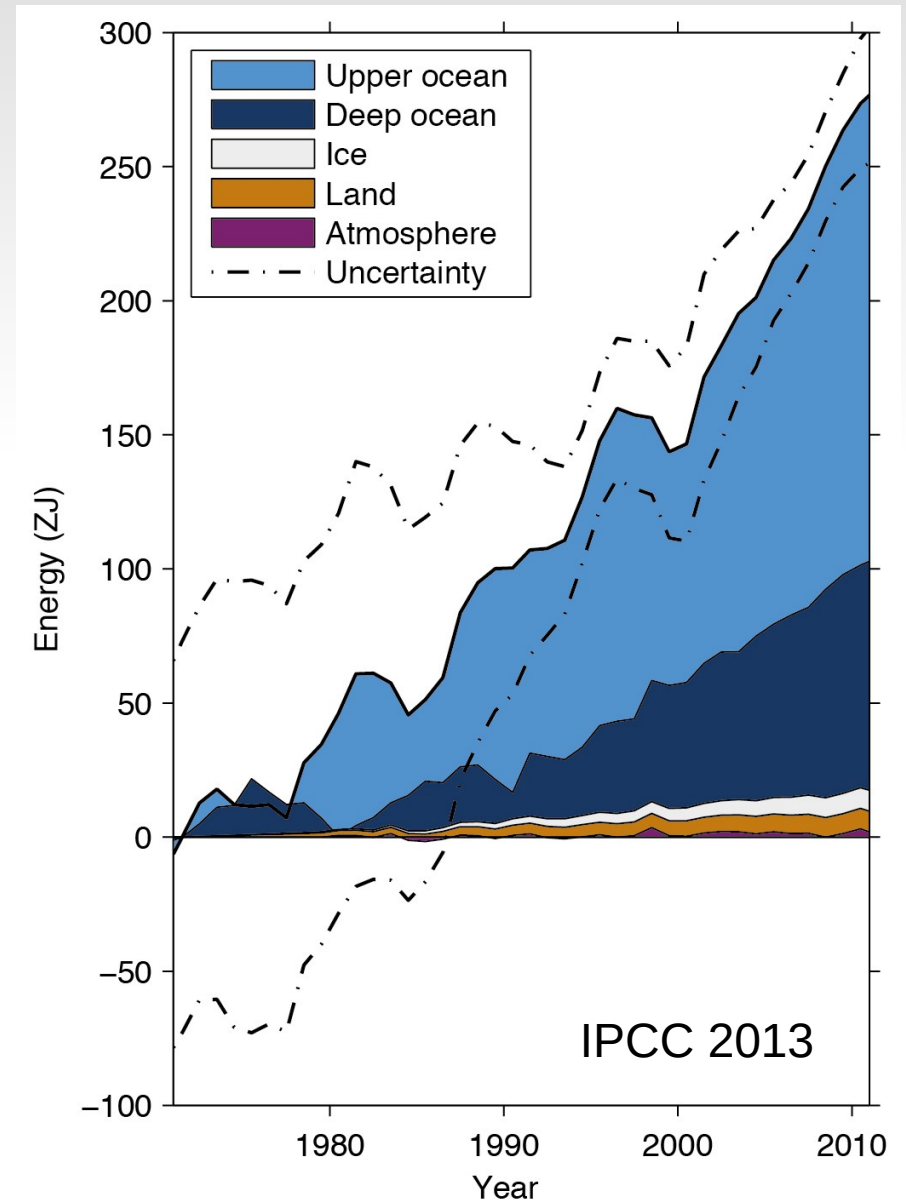 300
250
200
150
100
50
0
−50
−100
Energy (ZJ)
Upper ocean
Deep ocean
Ice
Land
Atmosphere
Uncertainty
IPCC 2013
1980 1990 2000 2010
Year